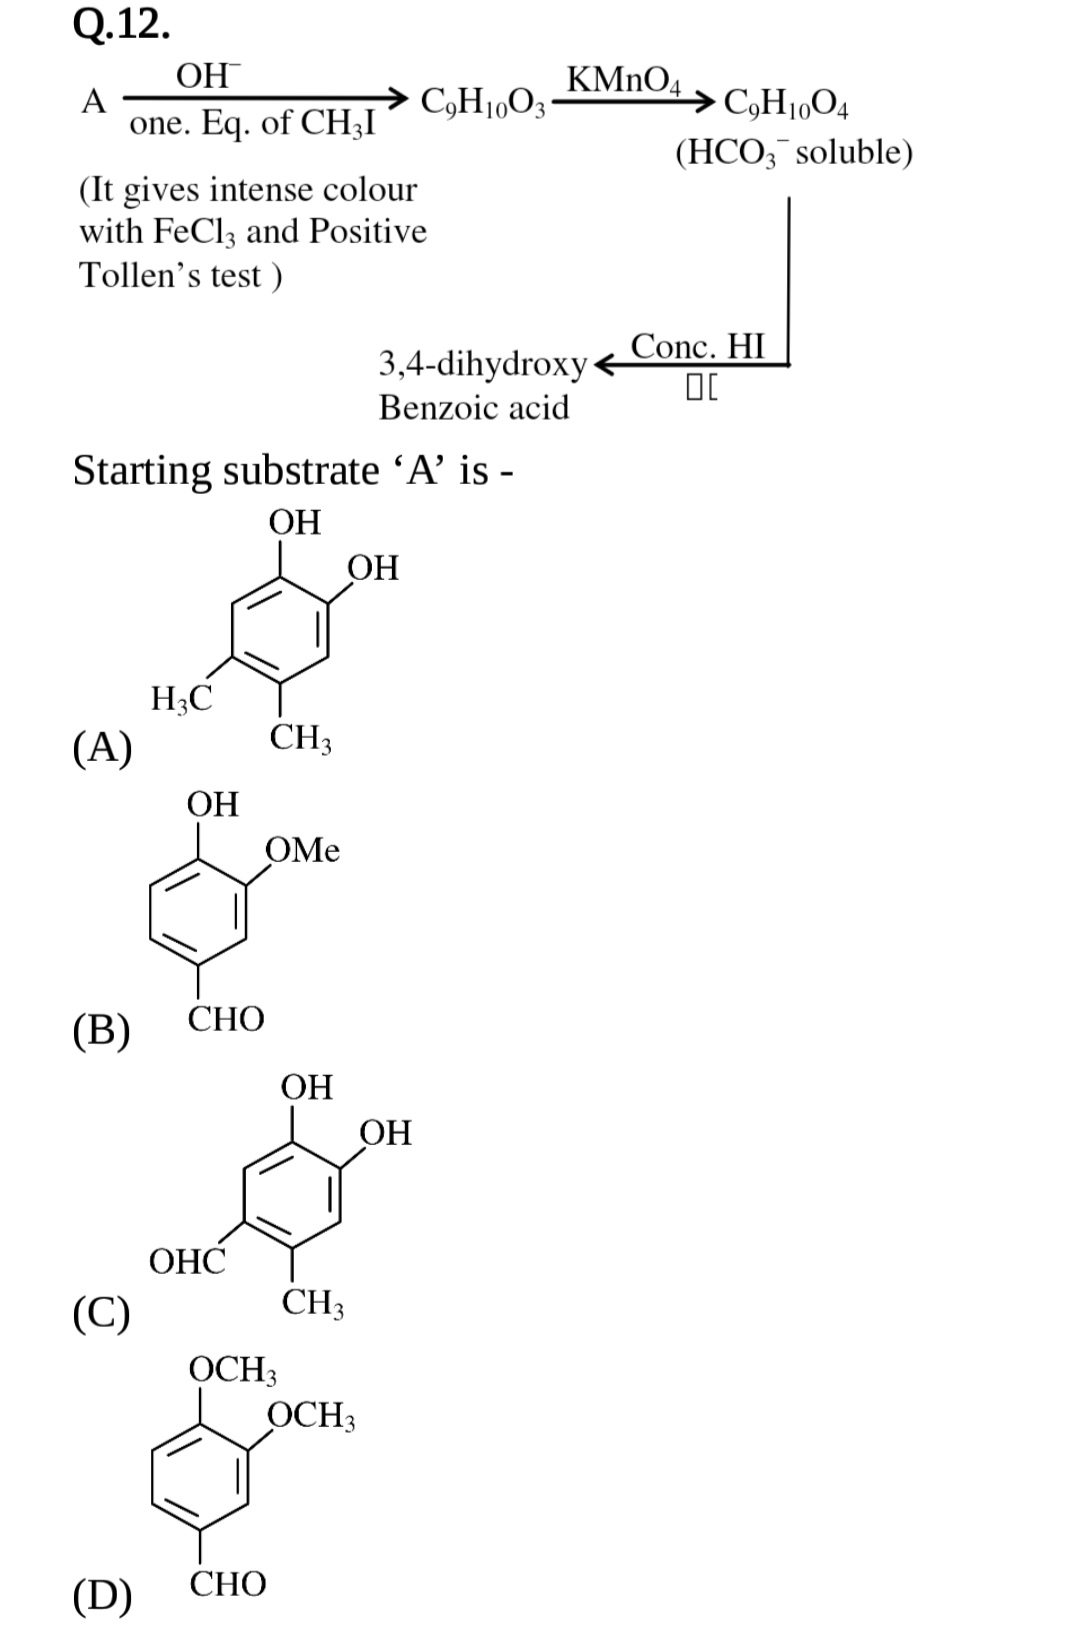 Q.12.
A OH⁻ one. Eq. of CH₃I C₉H₁₀O₃ KMnO₄ C₉H₁₀O₄
(HCO₃⁻ soluble)
(It gives intense colour
with FeCl₃ and Positive
Tollen's test )
Conc. HI
3,4-dihydroxy
Benzoic acid
Starting substrate ‘A’ is -
OH
OH
H₃C
CH₃
(A)
OH
OMe
CHO
(B)
OH
OH
OHC
CH₃
(C)
OCH₃
OCH₃
CHO
(D)